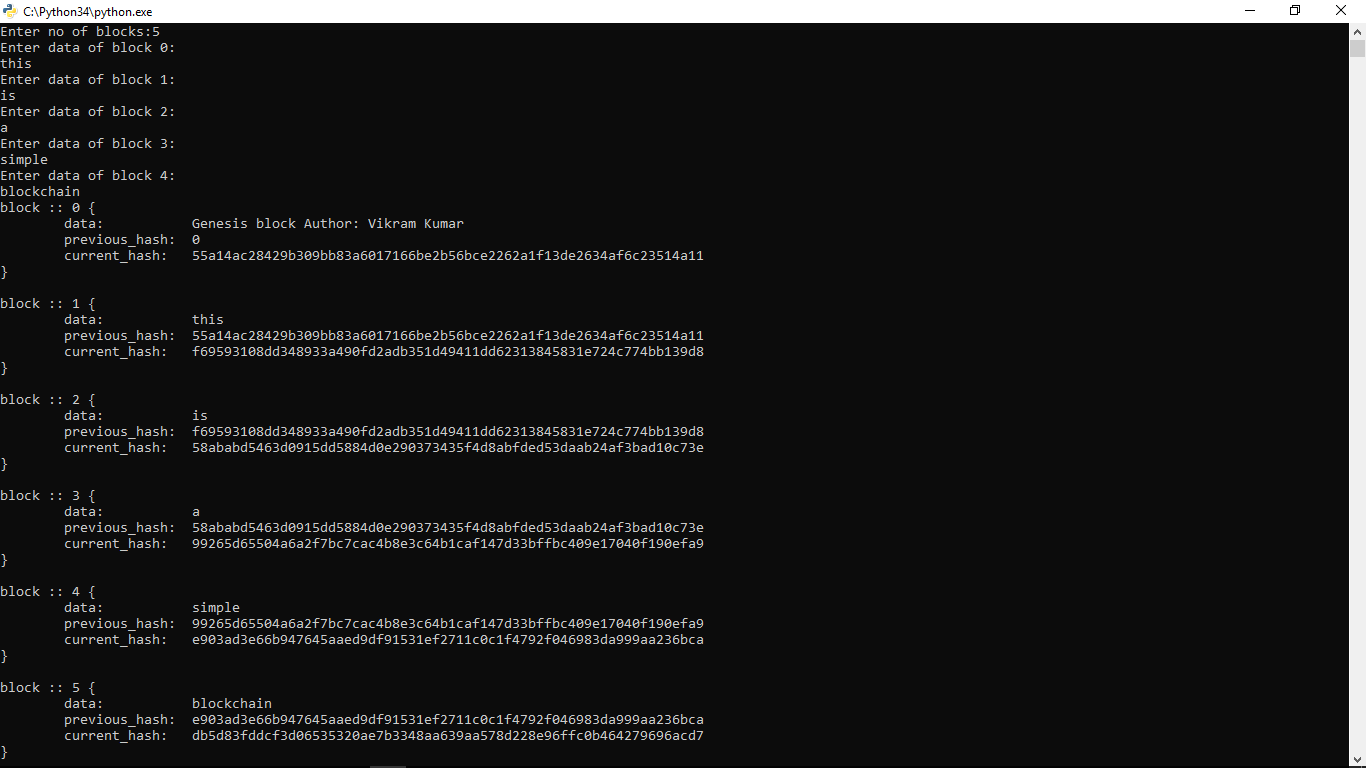 C:\Python34\python.exe
Enter no of blocks:5
Enter data of block 0:
this
Enter data of block 1:
is
Enter data of block 2:
a
Enter data of block 3:
simple
Enter data of block 4:
blockchain
block :: 0 {
        data:           Genesis block Author: Vikram Kumar
        previous_hash:  0
        current_hash:   55a14ac28429b309bb83a6017166be2b56bce2262a1f13de2634af6c23514a11
}

block :: 1 {
        data:           this
        previous_hash:  55a14ac28429b309bb83a6017166be2b56bce2262a1f13de2634af6c23514a11
        current_hash:   f69593108dd348933a490fd2adb351d49411dd62313845831e724c774bb139d8
}

block :: 2 {
        data:           is
        previous_hash:  f69593108dd348933a490fd2adb351d49411dd62313845831e724c774bb139d8
        current_hash:   58ababd5463d0915dd5884d0e290373435f4d8abfded53daab24af3bad10c73e
}

block :: 3 {
        data:           a
        previous_hash:  58ababd5463d0915dd5884d0e290373435f4d8abfded53daab24af3bad10c73e
        current_hash:   99265d65504a6a2f7bc7cac4b8e3c64b1caf147d33bffbc409e17040f190efa9
}

block :: 4 {
        data:           simple
        previous_hash:  99265d65504a6a2f7bc7cac4b8e3c64b1caf147d33bffbc409e17040f190efa9
        current_hash:   e903ad3e66b947645aaed9df91531ef2711c0c1f4792f046983da999aa236bca
}

block :: 5 {
        data:           blockchain
        previous_hash:  e903ad3e66b947645aaed9df91531ef2711c0c1f4792f046983da999aa236bca
        current_hash:   db5d83fddcf3d06535320ae7b3348aa639aa578d228e96ffc0b464279696acd7
}